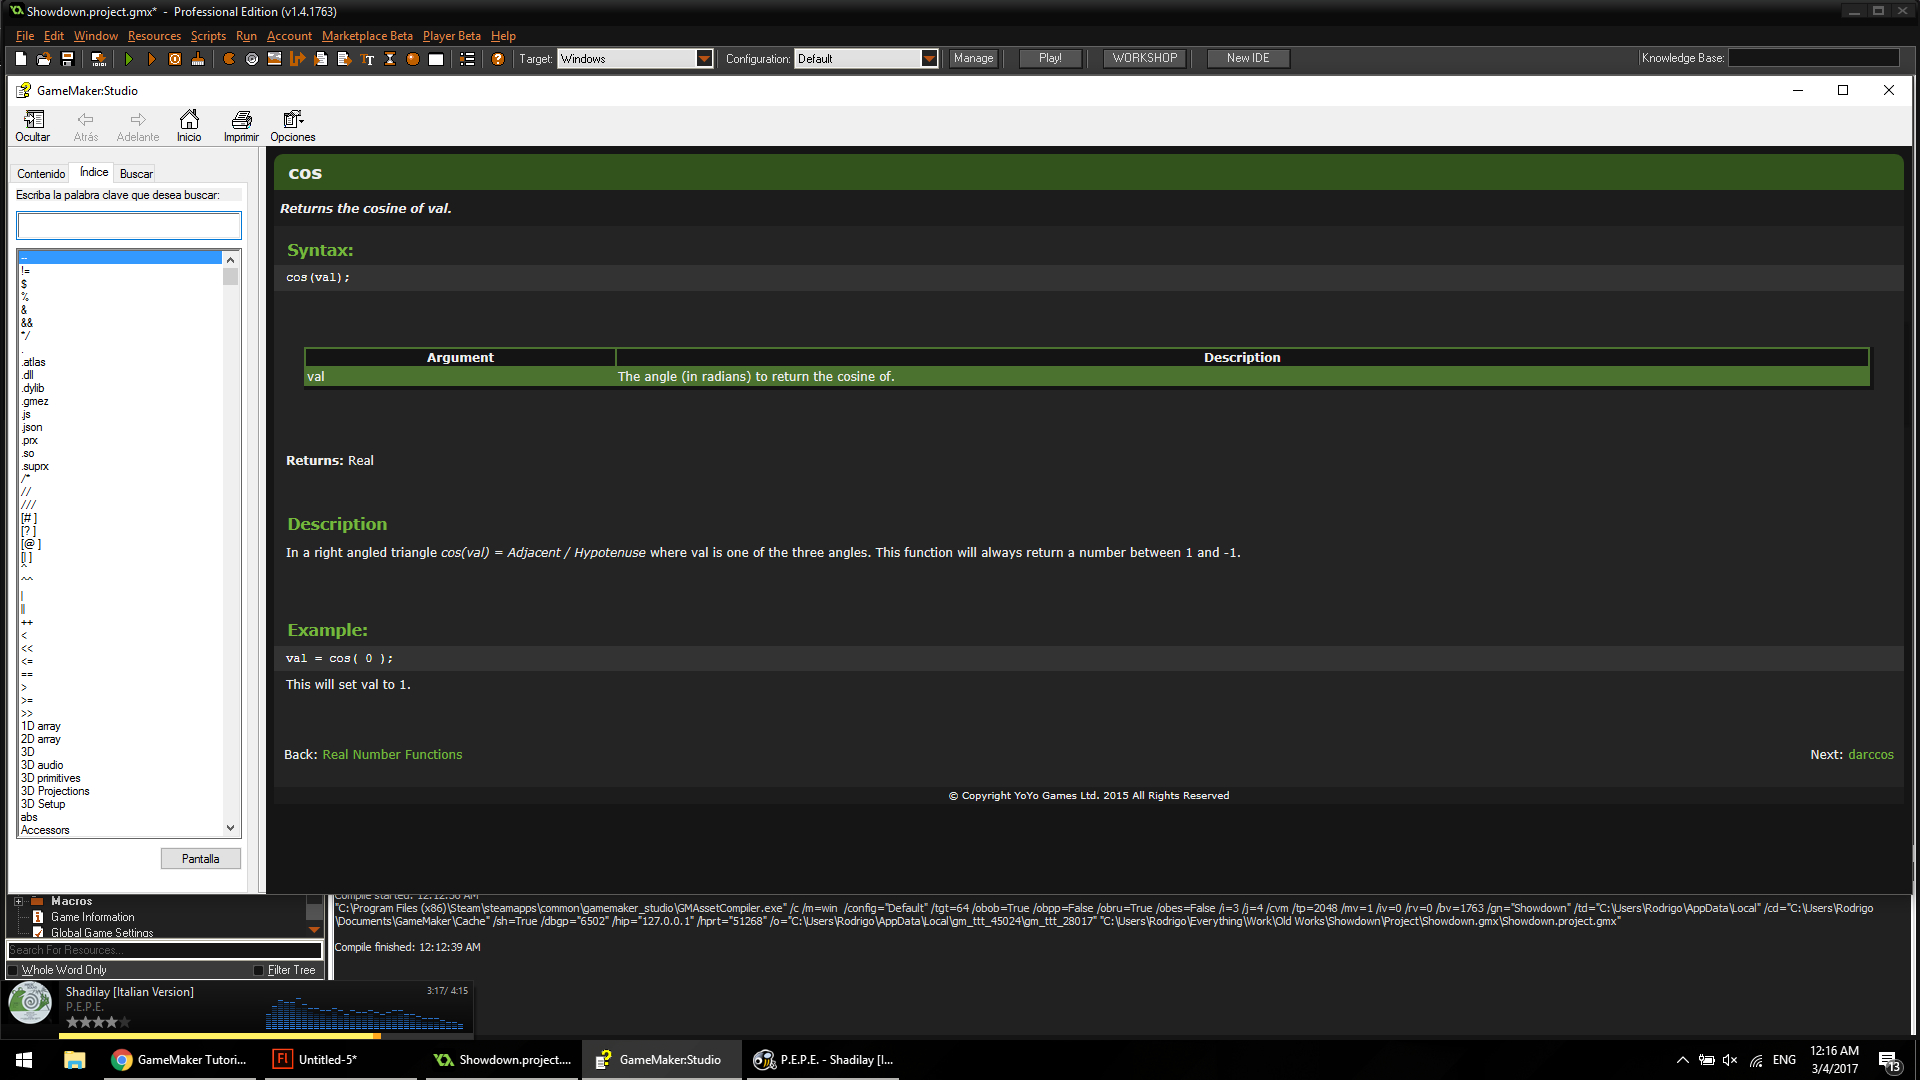 Showdown.project.gmx* - Professional Edition (v1.4.1763)
File Edit Window Resources Scripts Run Account Marketplace Beta Player Beta Help
Target: Windows Configuration: Default Manage Play! WORKSHOP New IDE Knowledge Base:
GameMaker:Studio
Ocultar Atrás Adelante Inicio Imprimir Opciones
Contenido Índice Buscar
Escriba la palabra clave que desea buscar:
--
!=
$
%
&
&&
*/
.
.atlas
.dll
.dylib
.gmez
.js
.json
.prx
.so
.suprx
/*
//
///
[# ]
[? ]
[@ ]
[| ]
^
^^
|
||
++
<
<<
<=
==
>
>=
>>
1D array
2D array
3D
3D audio
3D primitives
3D Projections
3D Setup
abs
Accessors
Pantalla
cos
Returns the cosine of val.
Syntax:
cos(val);
Argument Description
val The angle (in radians) to return the cosine of.
Returns: Real
Description
In a right angled triangle cos(val) = Adjacent / Hypotenuse where val is one of the three angles. This function will always return a number between 1 and -1.
Example:
val = cos( 0 );
This will set val to 1.
Back: Real Number Functions Next: darccos
© Copyright YoYo Games Ltd. 2015 All Rights Reserved
Macros
Game Information
Global Game Settings
Search For Resources...
Whole Word Only Filter Tree
Compile started: 12:12:38 AM
"C:\Program Files (x86)\Steam\steamapps\common\gamemaker_studio\GMAssetCompiler.exe" /c /m=win /config="Default" /tgt=64 /obob=True /obpp=False /obru=True /obes=False /i=3 /j=4 /cvm /tp=2048 /mv=1 /iv=0 /rv=0 /bv=1763 /gn="Showdown" /td="C:\Users\Rodrigo\AppData\Local" /cd="C:\Users\Rodrigo
\Documents\GameMaker\Cache" /sh=True /dbgp="6502" /hip="127.0.0.1" /hprt="51268" /o="C:\Users\Rodrigo\AppData\Local\gm_ttt_45024\gm_ttt_28017" "C:\Users\Rodrigo\Everything\Work\Old Works\Showdown\Project\Showdown.gmx\Showdown.project.gmx"
Compile finished: 12:12:39 AM
Shadilay [Italian Version] 3:17/ 4:15
P.E.P.E.
GameMaker Tutori... Untitled-5* Showdown.project.... GameMaker:Studio P.E.P.E. - Shadilay [I...
ENG 12:16 AM
3/4/2017 13